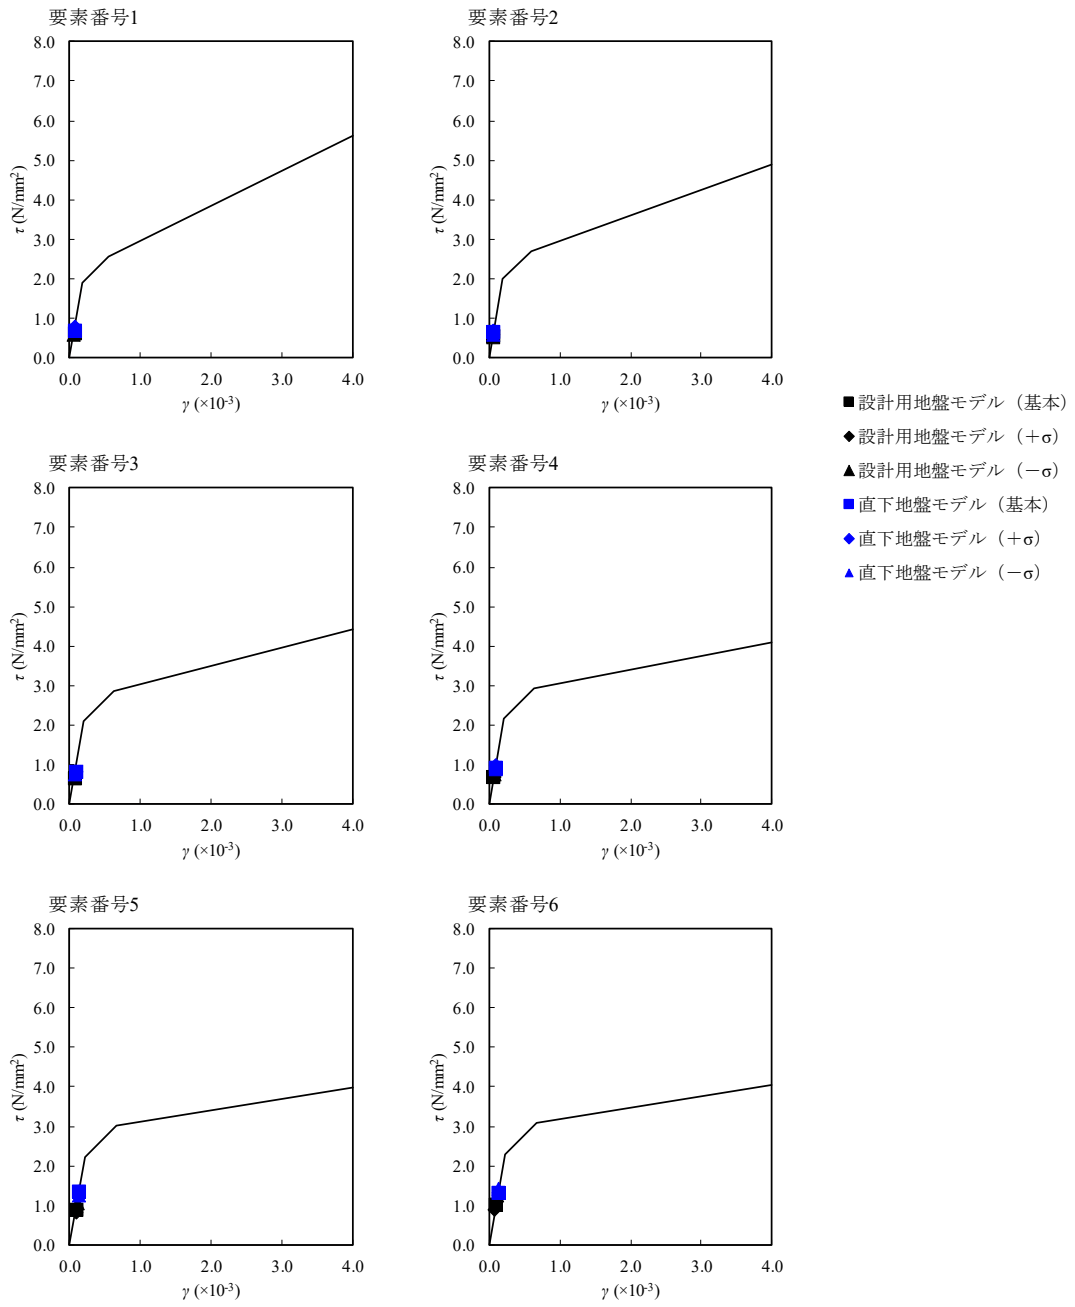 要素番号1
8.0
7.0
6.0
5.0
4.0
3.0
2.0
1.0
0.0
τ (N/mm²)
0.0 1.0 2.0 3.0 4.0
γ (×10⁻³)
要素番号2
8.0
7.0
6.0
5.0
4.0
3.0
2.0
1.0
0.0
τ (N/mm²)
0.0 1.0 2.0 3.0 4.0
γ (×10⁻³)
設計用地盤モデル（基本）
設計用地盤モデル（＋σ）
設計用地盤モデル（－σ）
直下地盤モデル（基本）
直下地盤モデル（＋σ）
直下地盤モデル（－σ）
要素番号3
8.0
7.0
6.0
5.0
4.0
3.0
2.0
1.0
0.0
τ (N/mm²)
0.0 1.0 2.0 3.0 4.0
γ (×10⁻³)
要素番号4
8.0
7.0
6.0
5.0
4.0
3.0
2.0
1.0
0.0
τ (N/mm²)
0.0 1.0 2.0 3.0 4.0
γ (×10⁻³)
要素番号5
8.0
7.0
6.0
5.0
4.0
3.0
2.0
1.0
0.0
τ (N/mm²)
0.0 1.0 2.0 3.0 4.0
γ (×10⁻³)
要素番号6
8.0
7.0
6.0
5.0
4.0
3.0
2.0
1.0
0.0
τ (N/mm²)
0.0 1.0 2.0 3.0 4.0
γ (×10⁻³)